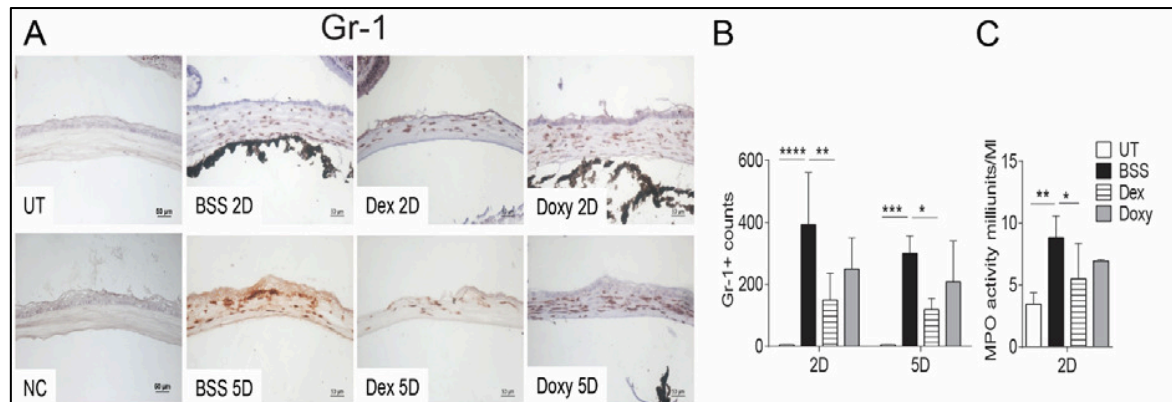 A
Gr-1
UT
80 µm
BSS 2D
Dex 2D
Doxy 2D
NC
BSS 5D
Dex 5D
Doxy 5D
B
Gr-1+ counts
600
400
200
0
**** **
*** *
2D 5D
C
MPO activity milliunits/Ml
15
10
5
0
** *
2D
UT
BSS
Dex
Doxy